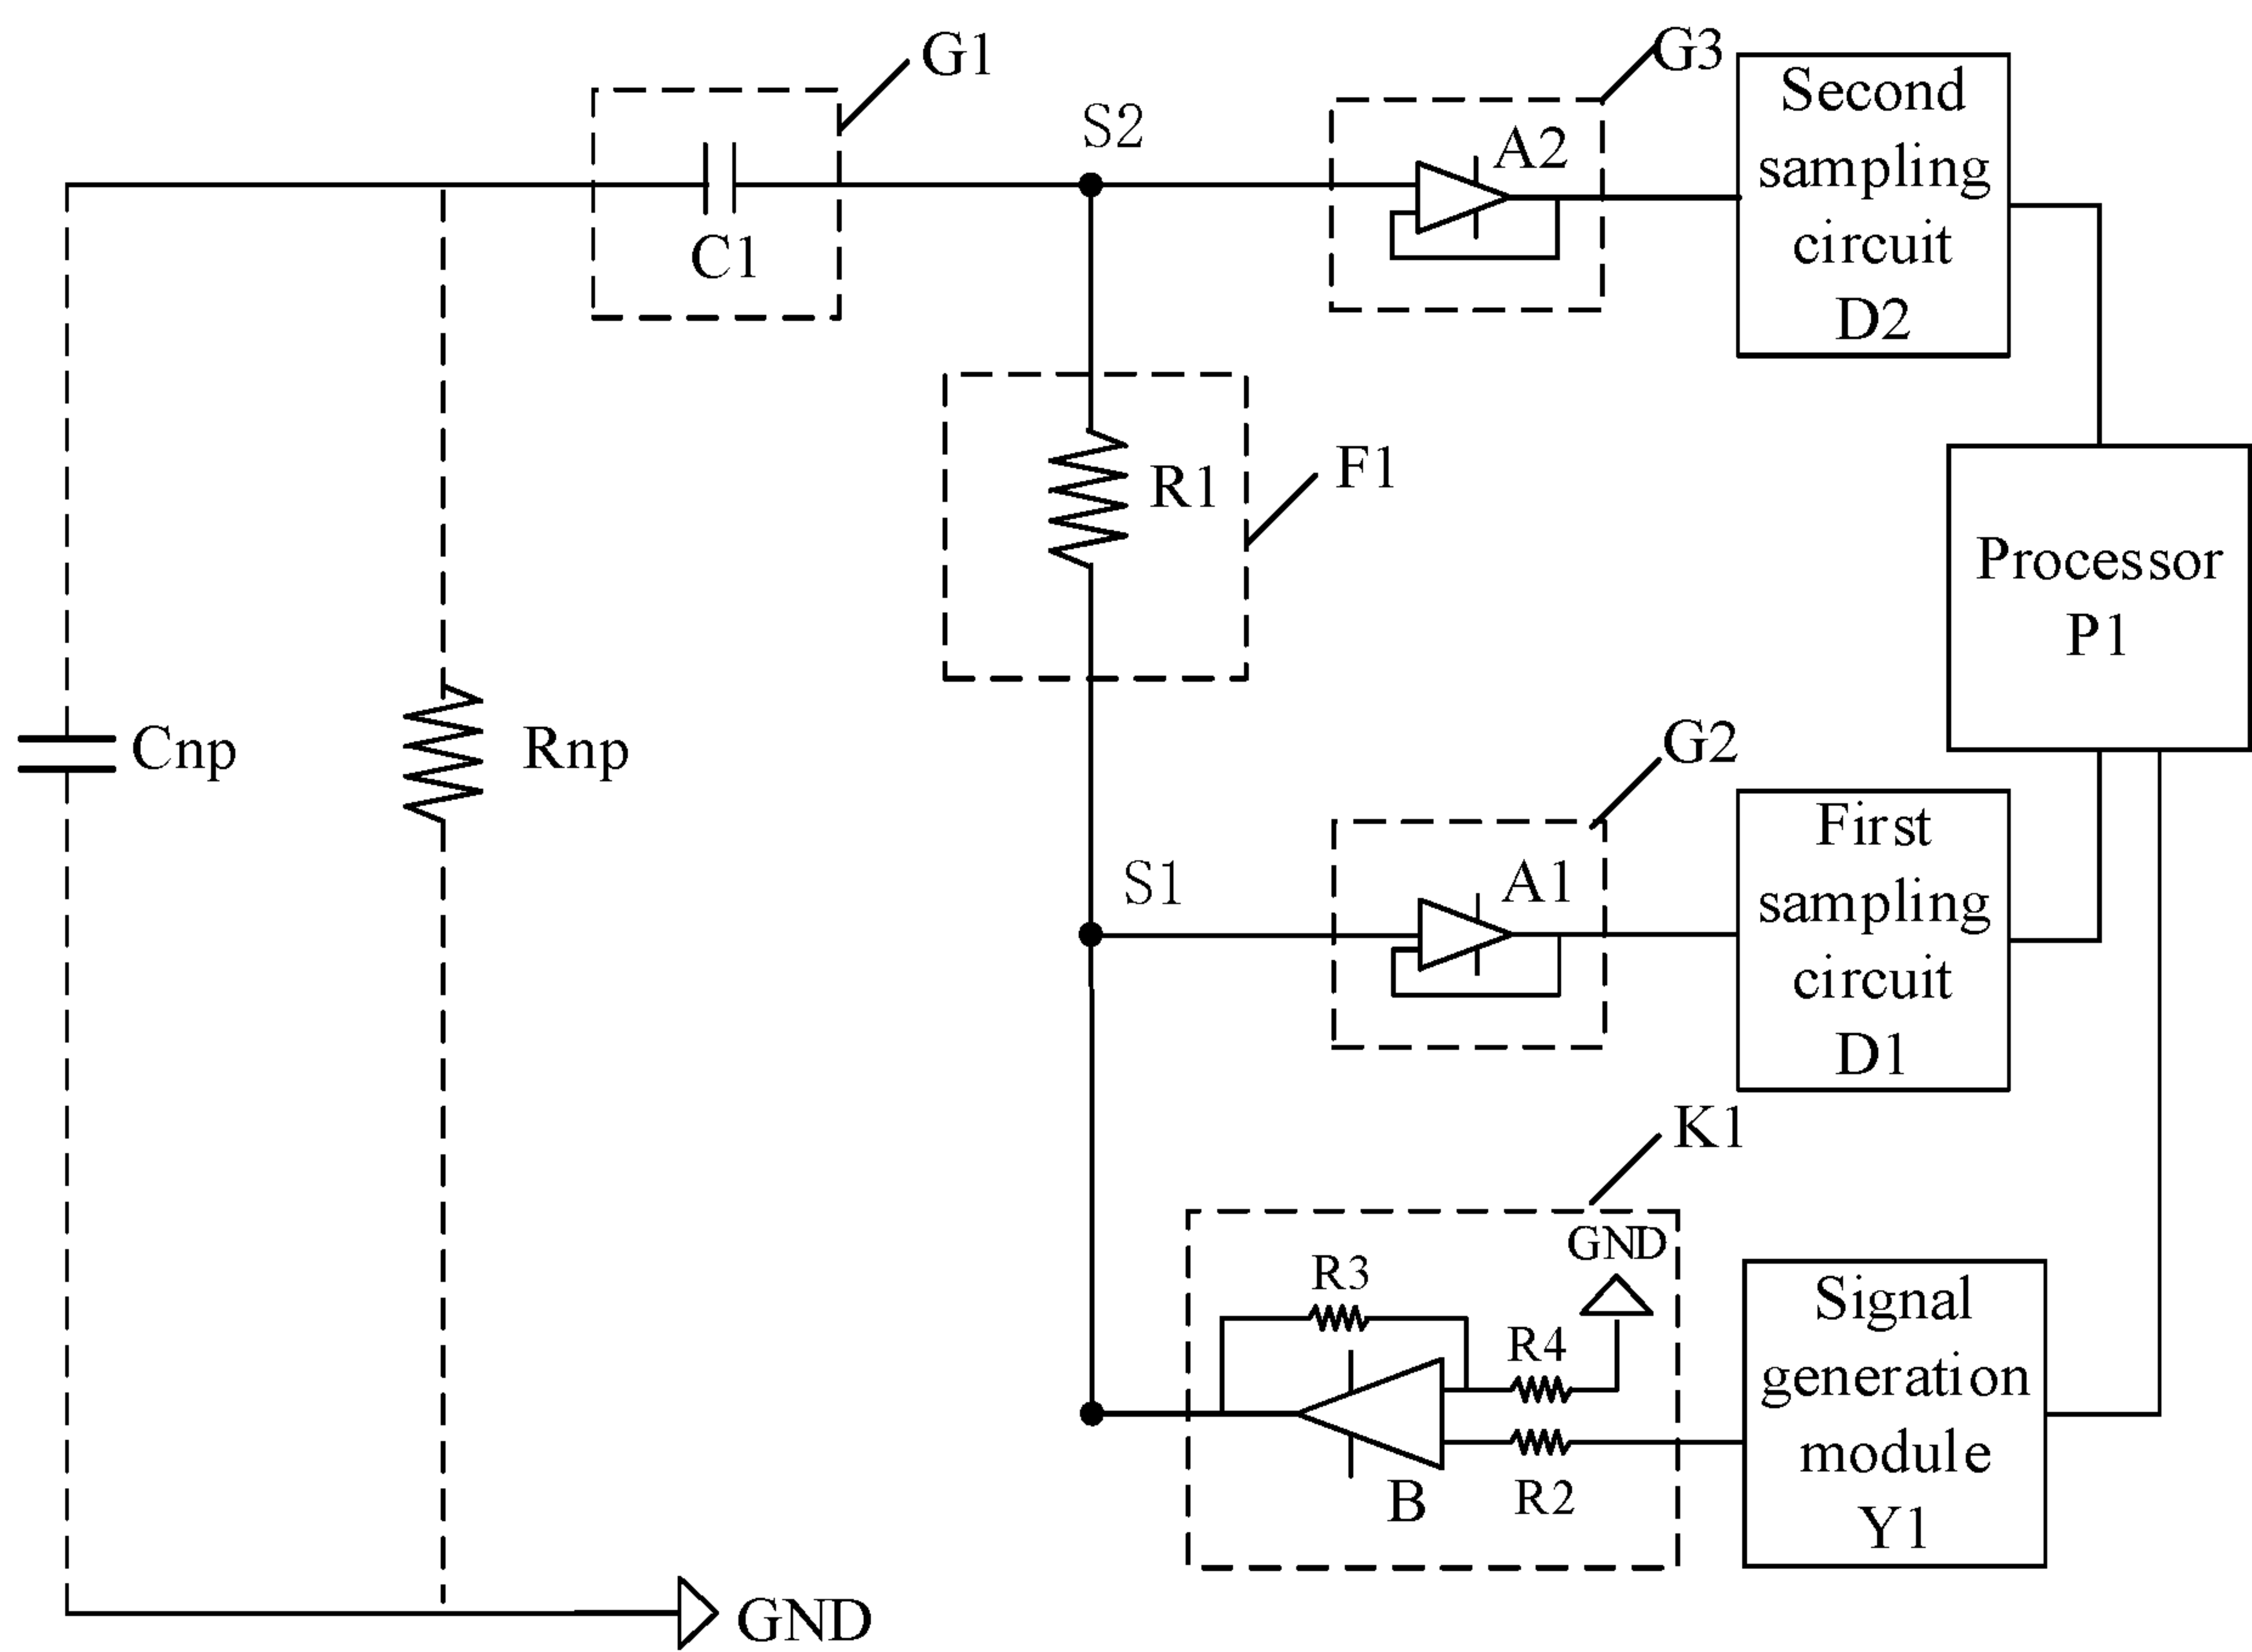 G1
G3
S2
A2
C1
Second
sampling
circuit
D2
R1
F1
Processor
P1
Cnp
Rnp
G2
S1
A1
First
sampling
circuit
D1
K1
GND
R3
R4
B
R2
Signal
generation
module
Y1
GND